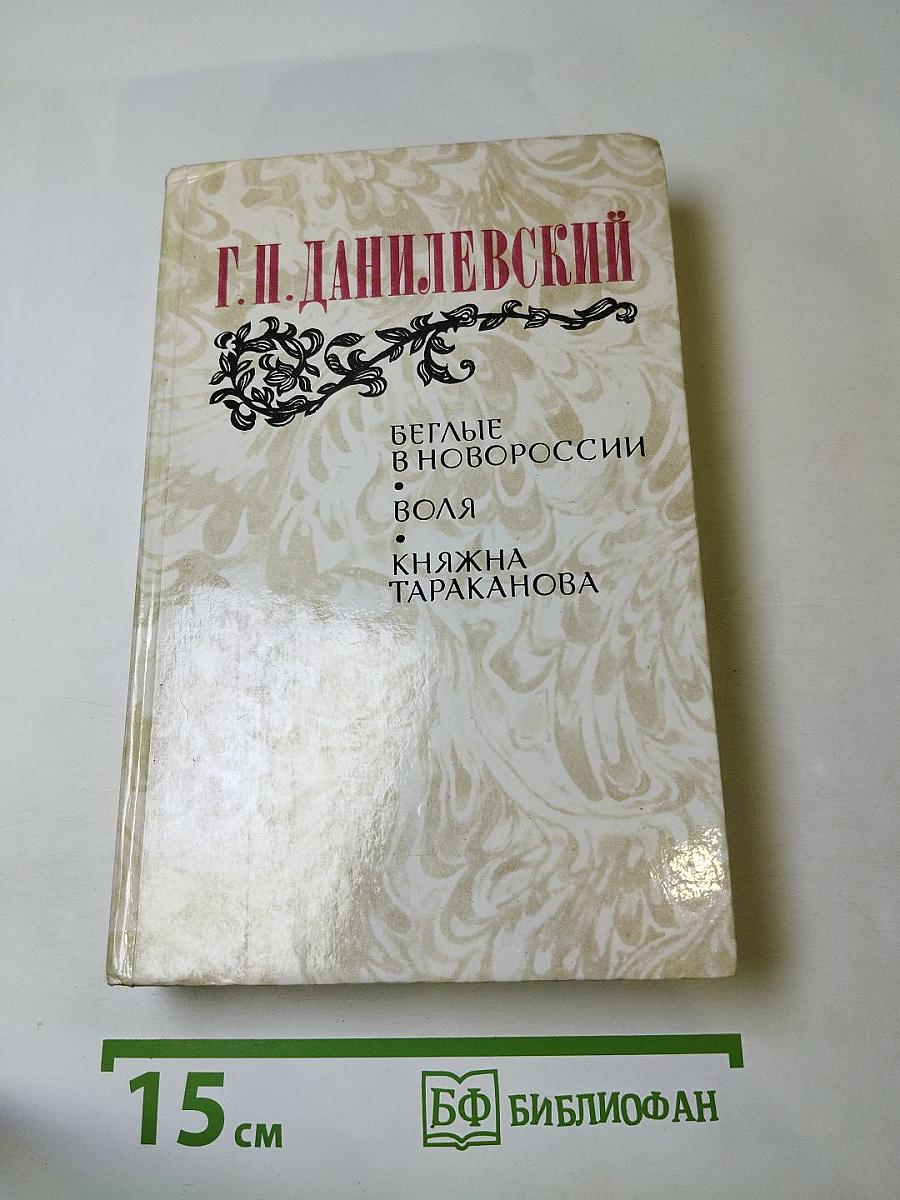 Г. П. ДАНИЛЕВСКИЙ
БЕГЛЫЕ
В НОВОРОССИИ
•
ВОЛЯ
•
КНЯЖНА
ТАРАКАНОВА
15 см
БФ БИБЛИОФАН